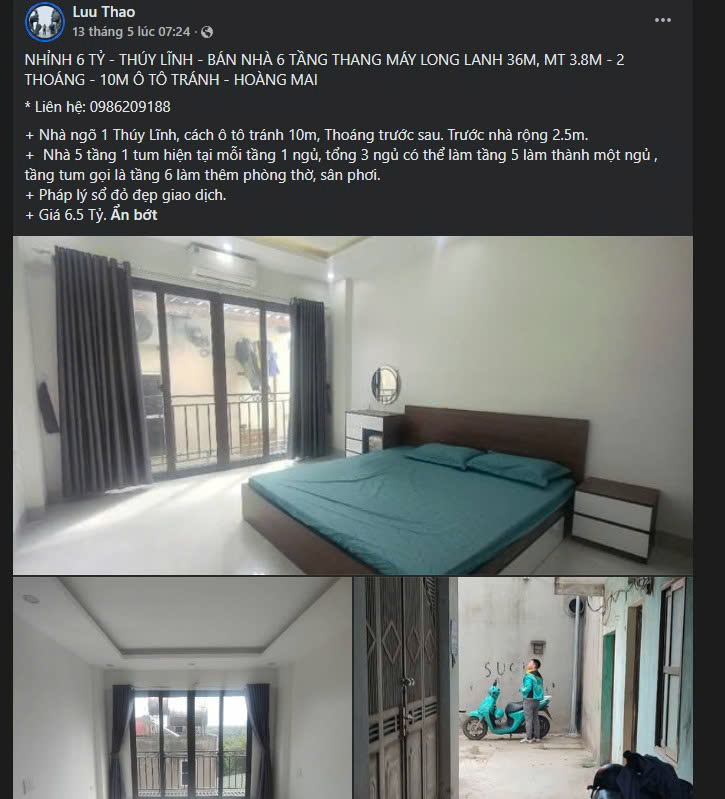 Luu Thao
13 tháng 5 lúc 07:24 ·
NHỈNH 6 TỶ - THÚY LĨNH - BÁN NHÀ 6 TẦNG THANG MÁY LONG LANH 36M, MT 3.8M - 2
THOÁNG - 10M Ô TÔ TRÁNH - HOÀNG MAI
* Liên hệ: 0986209188
+ Nhà ngõ 1 Thúy Lĩnh, cách ô tô tránh 10m, Thoáng trước sau. Trước nhà rộng 2.5m.
+ Nhà 5 tầng 1 tum hiện tại mỗi tầng 1 ngủ, tổng 3 ngủ có thể làm tầng 5 làm thành một ngủ ,
tầng tum gọi là tầng 6 làm thêm phòng thờ, sân phơi.
+ Pháp lý sổ đỏ đẹp giao dịch.
+ Giá 6.5 Tỷ. Ẩn bớt